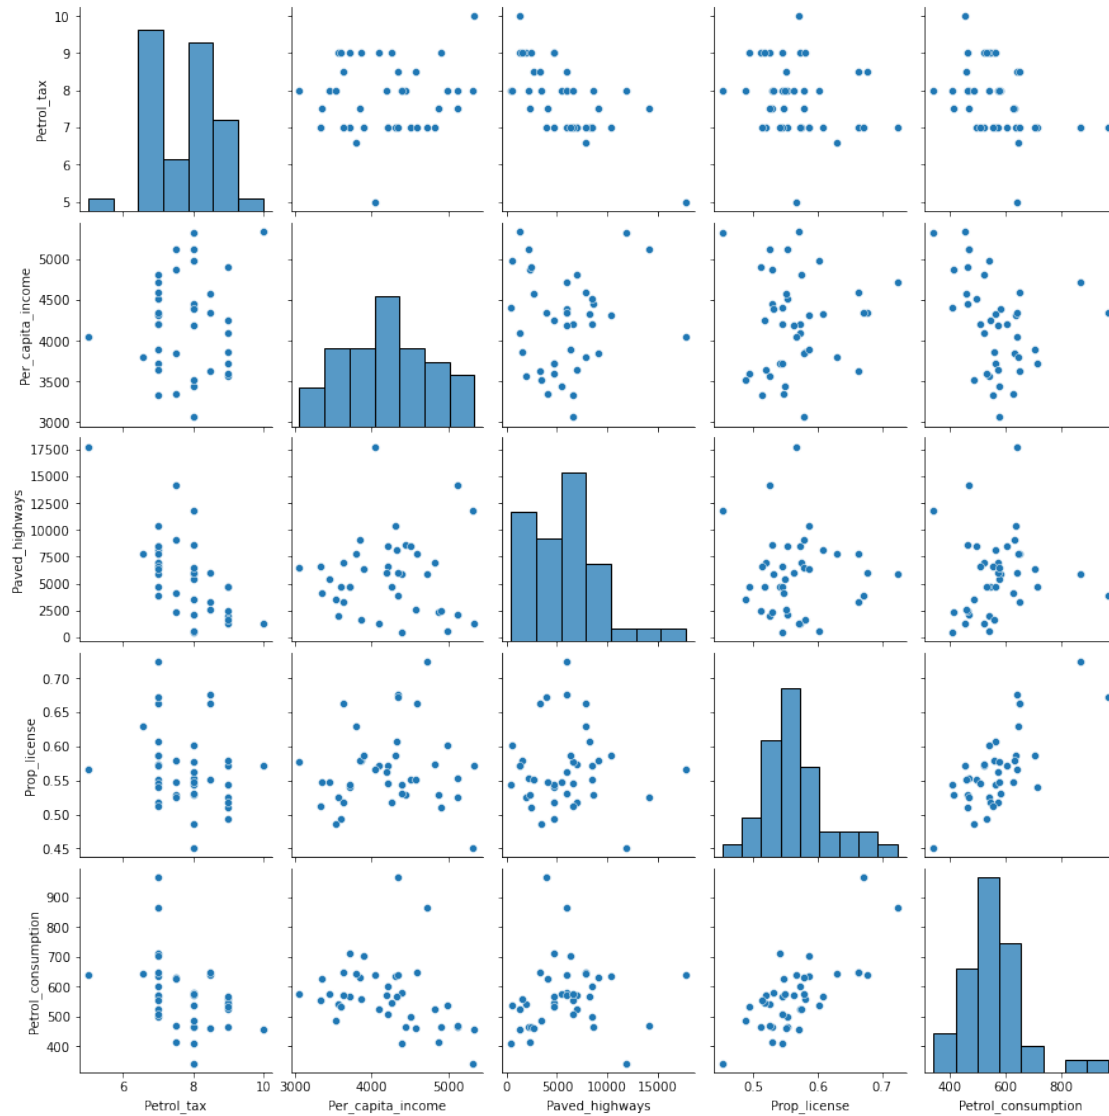 10
9
8
7
6
5
Petrol_tax
5000
4500
4000
3500
3000
Per_capita_income
17500
15000
12500
10000
7500
5000
2500
0
Paved_highways
0.70
0.65
0.60
0.55
0.50
0.45
Prop_license
900
800
700
600
500
400
Petrol_consumption
6 8 10
3000 4000 5000
0 5000 10000 15000
0.5 0.6 0.7
400 600 800
Petrol_tax Per_capita_income Paved_highways Prop_license Petrol_consumption